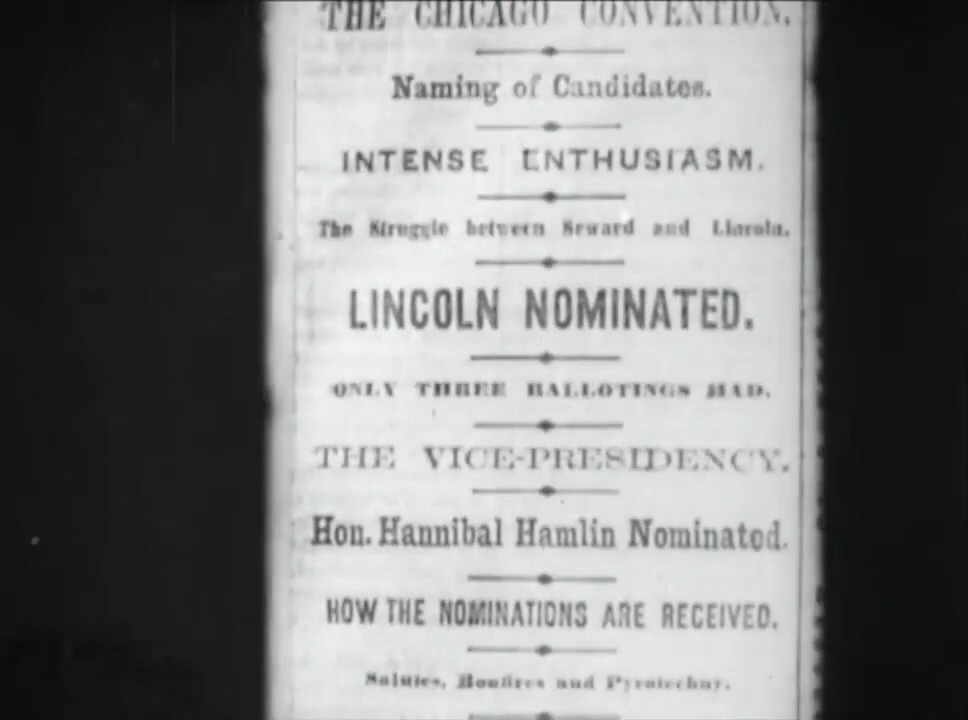 THE CHICAGO CONVENTION.
Naming of Candidates.
INTENSE ENTHUSIASM.
The Struggle between Seward and Lincoln.
LINCOLN NOMINATED.
ONLY THREE BALLOTINGS HAD.
THE VICE-PRESIDENCY.
Hon. Hannibal Hamlin Nominated.
HOW THE NOMINATIONS ARE RECEIVED.
Salutes, Bonfires and Pyrotechny.